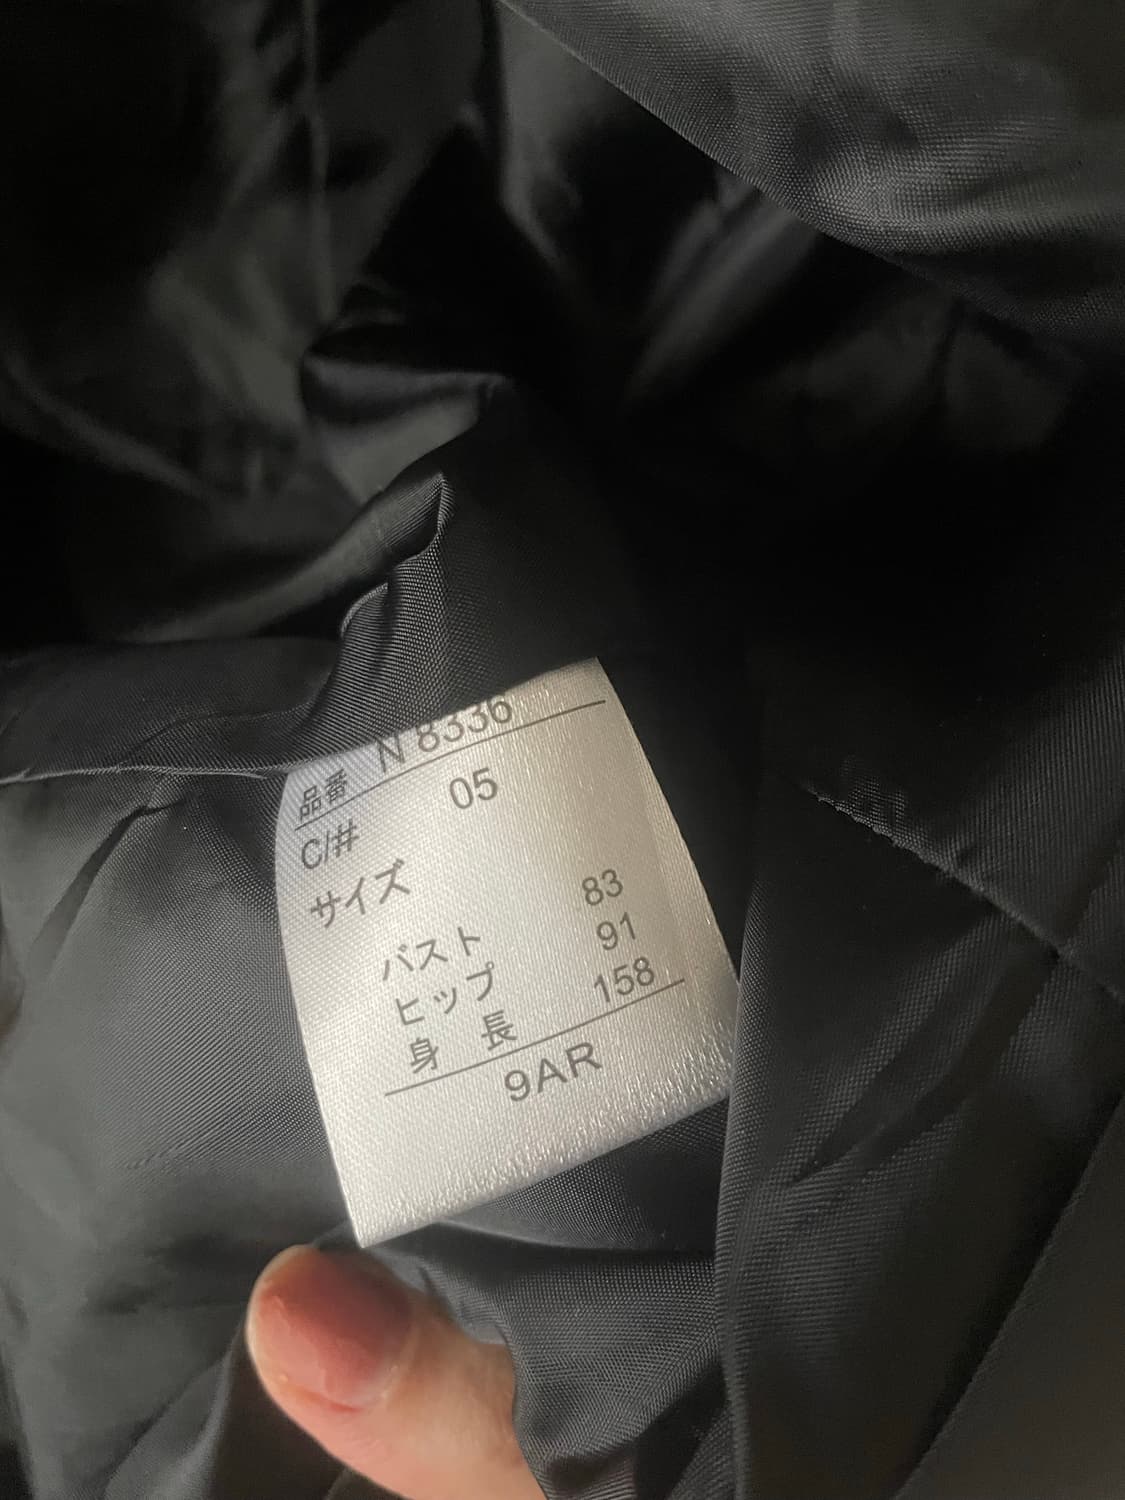 品番 N 8336
C/# 05
サイズ
バスト 83
ヒップ 91
身 長 158
9AR